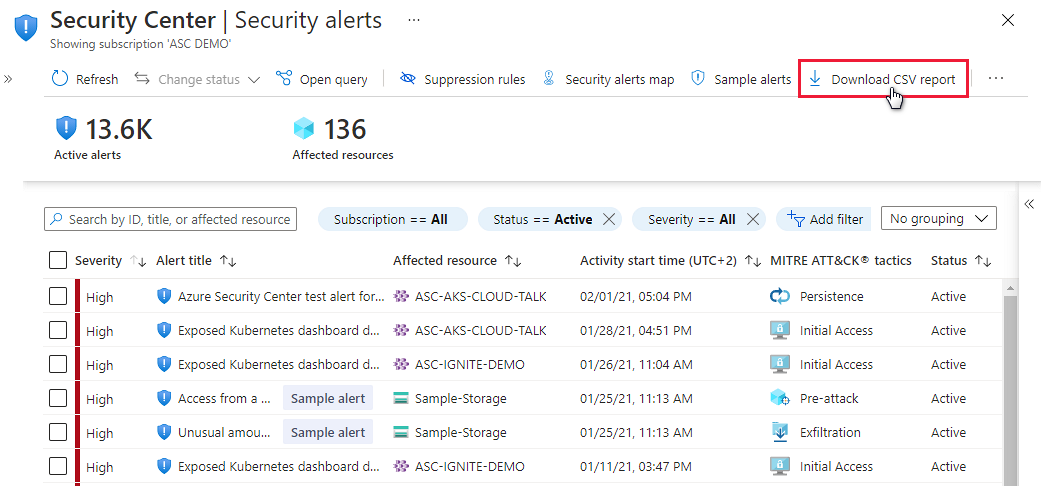 Security Center | Security alerts ...
Showing subscription 'ASC DEMO'
Refresh Change status Open query Suppression rules Security alerts map Sample alerts Download CSV report ...
13.6K 136
Active alerts Affected resources
Search by ID, title, or affected resource Subscription == All Status == Active Severity == All Add filter No grouping
Severity Alert title Affected resource Activity start time (UTC+2) MITRE ATT&CK® tactics Status
High Azure Security Center test alert for... ASC-AKS-CLOUD-TALK 02/01/21, 05:04 PM Persistence Active
High Exposed Kubernetes dashboard d... ASC-AKS-CLOUD-TALK 01/28/21, 04:51 PM Initial Access Active
High Exposed Kubernetes dashboard d... ASC-IGNITE-DEMO 01/26/21, 11:04 AM Initial Access Active
High Access from a ... Sample alert Sample-Storage 01/25/21, 11:13 AM Pre-attack Active
High Unusual amou... Sample alert Sample-Storage 01/25/21, 11:13 AM Exfiltration Active
High Exposed Kubernetes dashboard d... ASC-IGNITE-DEMO 01/11/21, 03:47 PM Initial Access Active